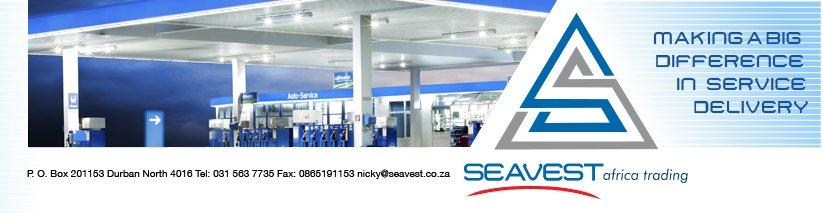 Auto-Service
MAKING A BIG
DIFFERENCE
IN SERVICE
DELIVERY
P. O. Box 201153 Durban North 4016 Tel: 031 563 7735 Fax: 0865191153 nicky@seavest.co.za
SEAVEST africa trading